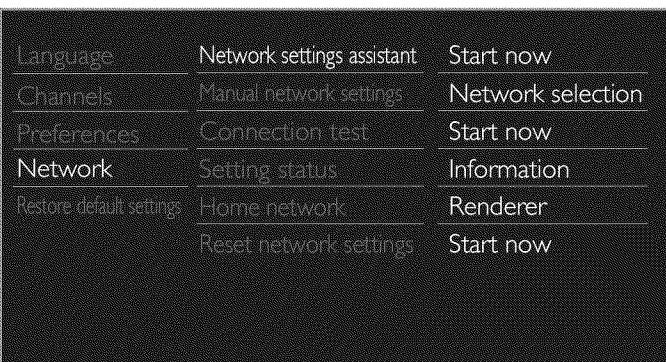 Language Network settings assistant Start now
Channels Manual network settings Network selection
Preferences Connection test Start now
Network Setting status Information
Restore default settings Home network Renderer
Reset network settings Start now